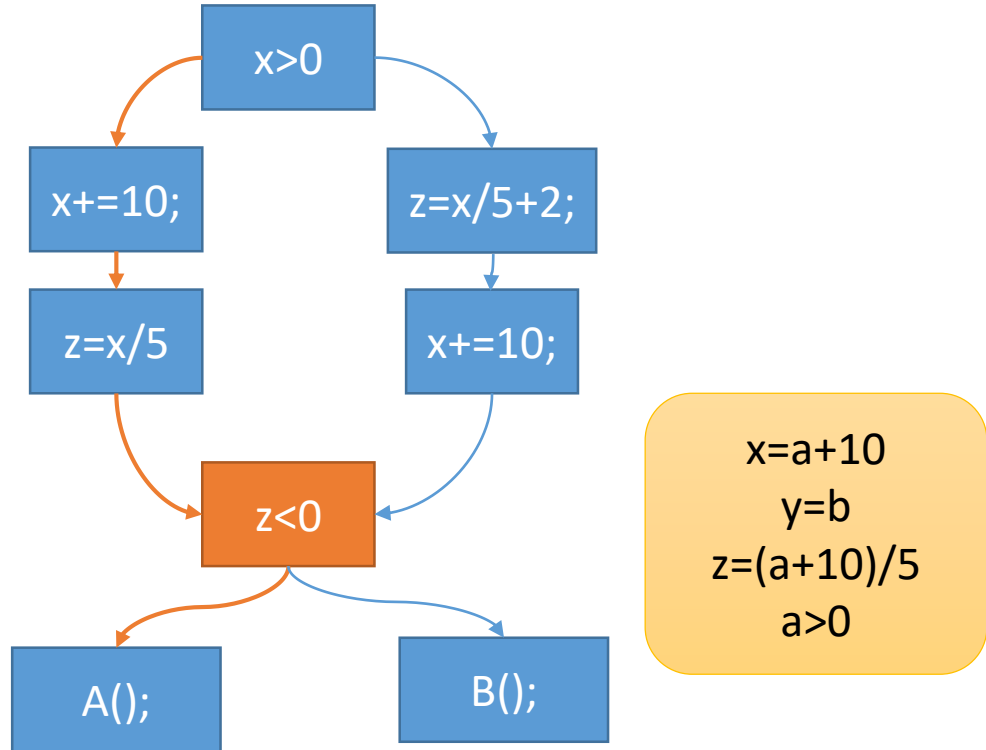 x>0
x+=10;
z=x/5+2;
z=x/5
x+=10;
z<0
A();
B();
x=a+10
y=b
z=(a+10)/5
a>0